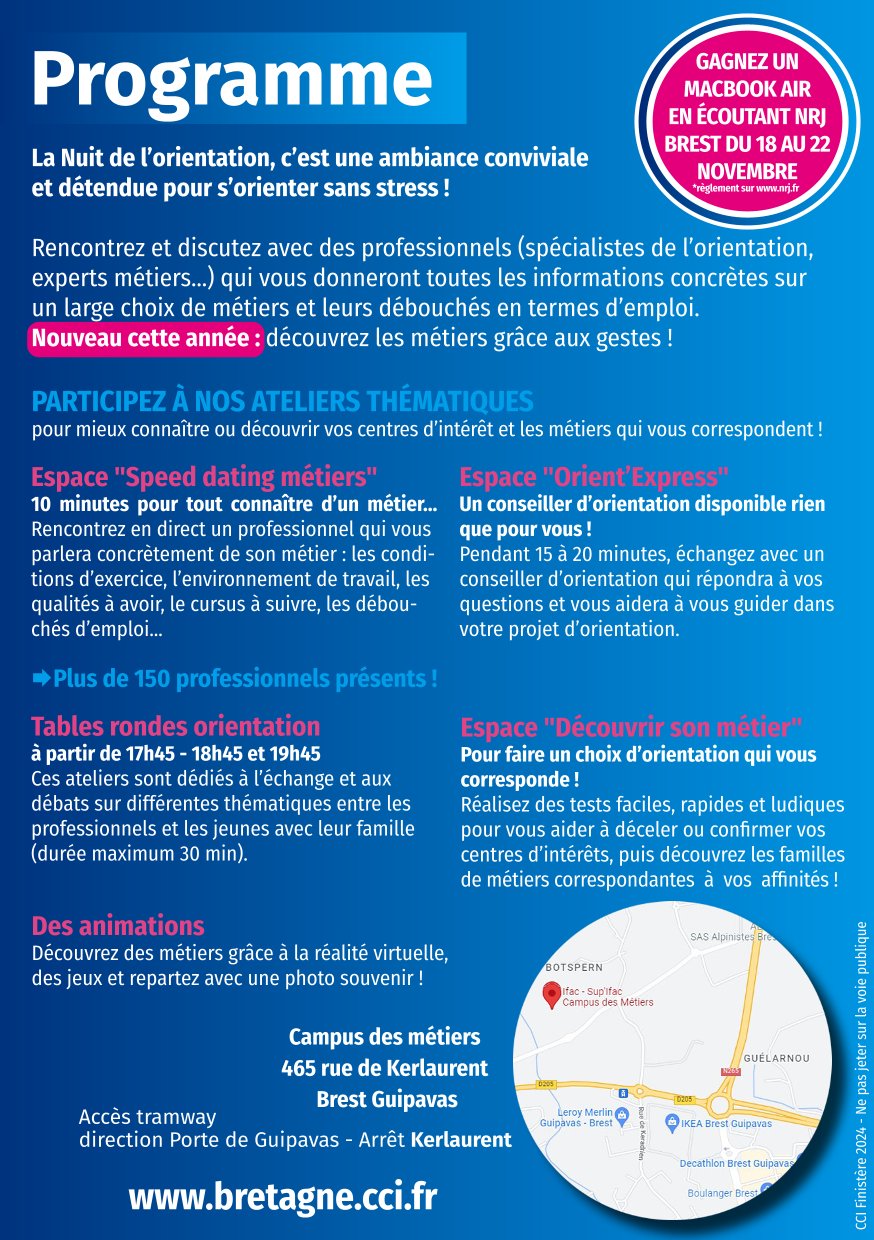 Programme
GAGNEZ UN
MACBOOK AIR
EN ÉCOUTANT NRJ
BREST DU 18 AU 22
NOVEMBRE
*règlement sur www.nrj.fr
La Nuit de l'orientation, c'est une ambiance conviviale
et détendue pour s'orienter sans stress !
Rencontrez et discutez avec des professionnels (spécialistes de l'orientation,
experts métiers...) qui vous donneront toutes les informations concrètes sur
un large choix de métiers et leurs débouchés en termes d'emploi.
Nouveau cette année : découvrez les métiers grâce aux gestes !
PARTICIPEZ À NOS ATELIERS THÉMATIQUES
pour mieux connaître ou découvrir vos centres d'intérêt et les métiers qui vous correspondent !
Espace "Speed dating métiers"
10 minutes pour tout connaître d'un métier...
Rencontrez en direct un professionnel qui vous
parlera concrètement de son métier : les condi-
tions d'exercice, l'environnement de travail, les
qualités à avoir, le cursus à suivre, les débou-
chés d'emploi...
➡Plus de 150 professionnels présents !
Espace "Orient'Express"
Un conseiller d'orientation disponible rien
que pour vous !
Pendant 15 à 20 minutes, échangez avec un
conseiller d'orientation qui répondra à vos
questions et vous aidera à vous guider dans
votre projet d'orientation.
Tables rondes orientation
à partir de 17h45 - 18h45 et 19h45
Ces ateliers sont dédiés à l'échange et aux
débats sur différentes thématiques entre les
professionnels et les jeunes avec leur famille
(durée maximum 30 min).
Espace "Découvrir son métier"
Pour faire un choix d'orientation qui vous
corresponde !
Réalisez des tests faciles, rapides et ludiques
pour vous aider à déceler ou confirmer vos
centres d'intérêts, puis découvrez les familles
de métiers correspondantes à vos affinités !
Des animations
Découvrez des métiers grâce à la réalité virtuelle,
des jeux et repartez avec une photo souvenir !
Campus des métiers
465 rue de Kerlaurent
Brest Guipavas
Accès tramway
direction Porte de Guipavas - Arrêt Kerlaurent
www.bretagne.cci.fr
SAS Alpinistes Bres
BOTSPERN
Ifac - Sup'Ifac
Campus des Métiers
GUÉLARNOU
N265
D205
D205
Leroy Merlin
Guipavas - Brest
Rue de Keradrien
IKEA Brest Guipavas
Decathlon Brest Guipavas
Boulanger Brest
CCI Finistère 2024 - Ne pas jeter sur la voie publique